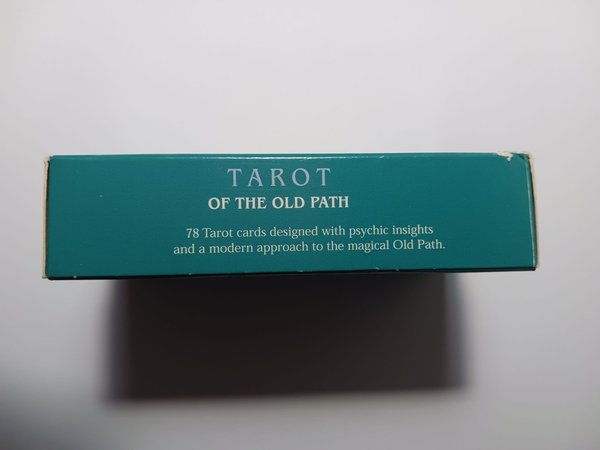 TAROT
OF THE OLD PATH
78 Tarot cards designed with psychic insights
and a modern approach to the magical Old Path.